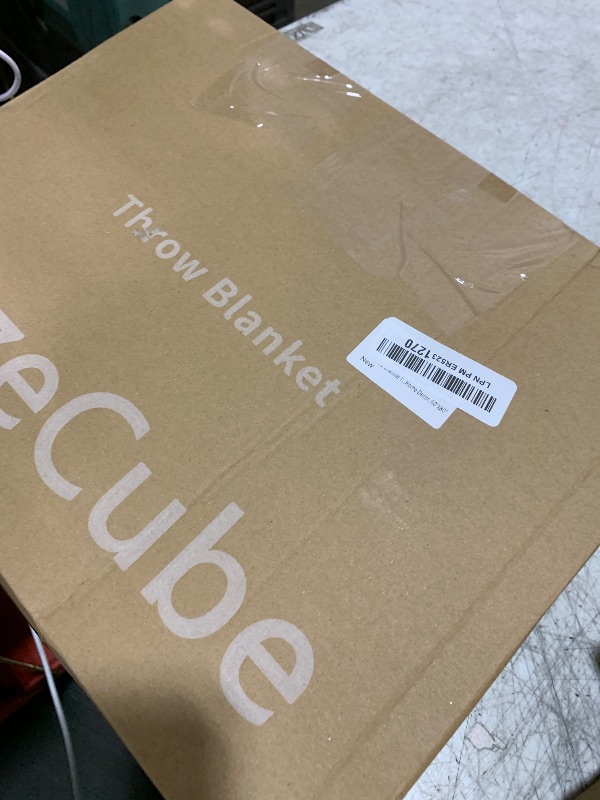 Throw Blanket
zeCube
LPN PM ER5231270
New